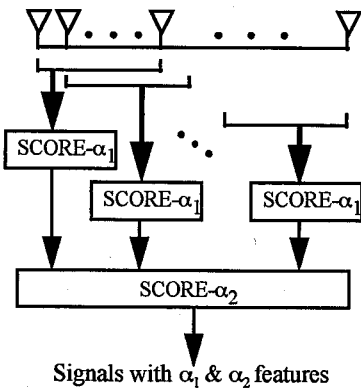 SCORE-α₁
SCORE-α₁
SCORE-α₁
SCORE-α₂
Signals with α₁ & α₂ features